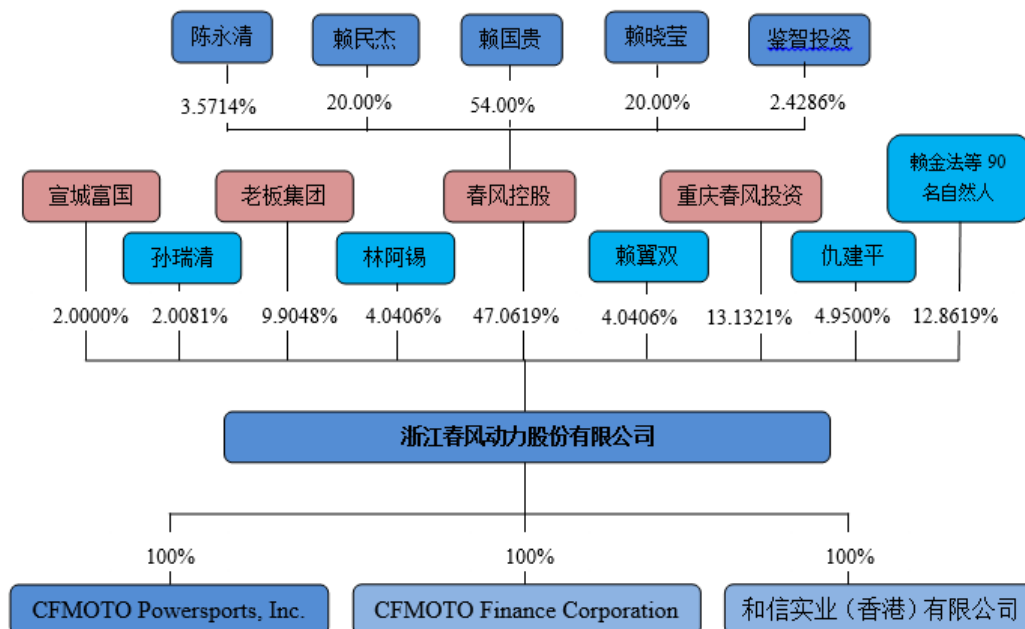 陈永清
赖民杰
赖国贵
赖晓莹
鉴智投资
3.5714%
20.00%
54.00%
20.00%
2.4286%
宣城富国
老板集团
春风控股
重庆春风投资
赖金法等 90
名自然人
孙瑞清
林阿锡
赖翼双
仇建平
2.0000%
2.0081%
9.9048%
4.0406%
47.0619%
4.0406%
13.1321%
4.9500%
12.8619%
浙江春风动力股份有限公司
100%
100%
100%
CFMOTO Powersports, Inc.
CFMOTO Finance Corporation
和信实业（香港）有限公司